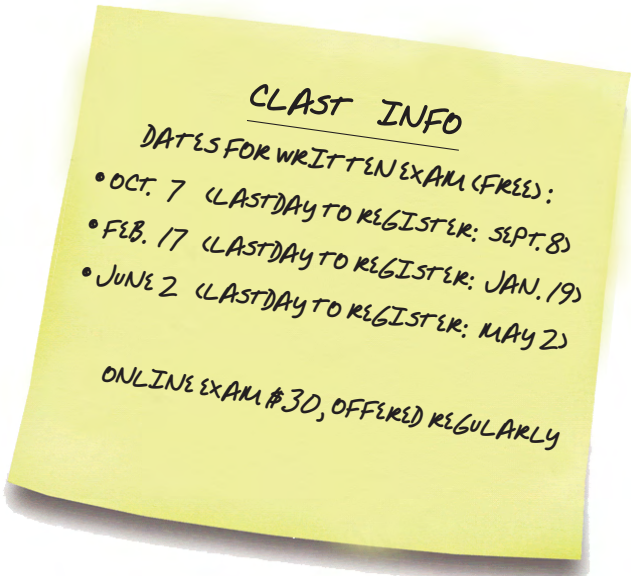 CLAST INFO
DATES FOR WRITTEN EXAM (FREE):
• OCT. 7 (LAST DAY TO REGISTER: SEPT. 8)
• FEB. 17 (LAST DAY TO REGISTER: JAN. 19)
• JUNE 2 (LAST DAY TO REGISTER: MAY 2)
ONLINE EXAM $30, OFFERED REGULARLY